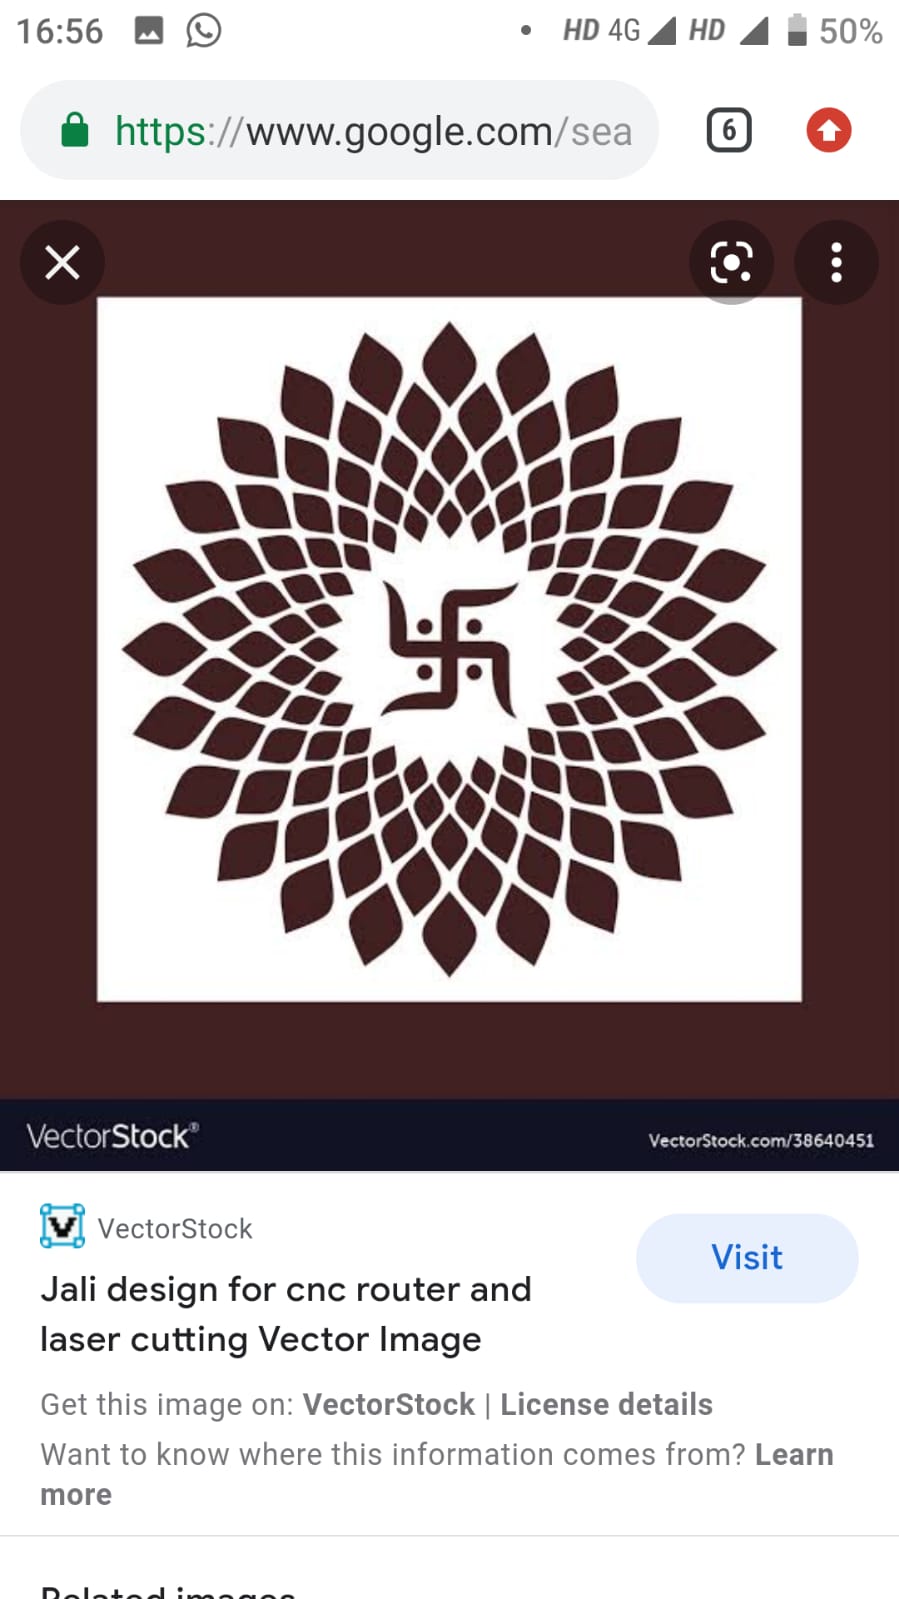 16:56 HD 4G HD 50%
https://www.google.com/sea 6
VectorStock® VectorStock.com/38640451
VectorStock
Visit
Jali design for cnc router and
laser cutting Vector Image
Get this image on: VectorStock | License details
Want to know where this information comes from? Learn
more
Related images